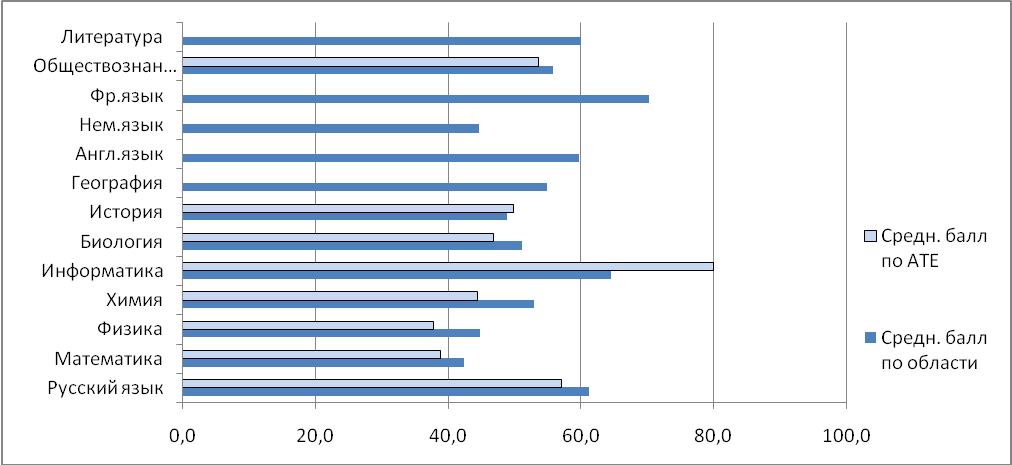 Литература
Обществознан...
Фр.язык
Нем.язык
Англ.язык
География
История
Биология
Информатика
Химия
Физика
Математика
Русский язык
0,0 20,0 40,0 60,0 80,0 100,0
Средн. балл
по АТЕ
Средн. балл
по области